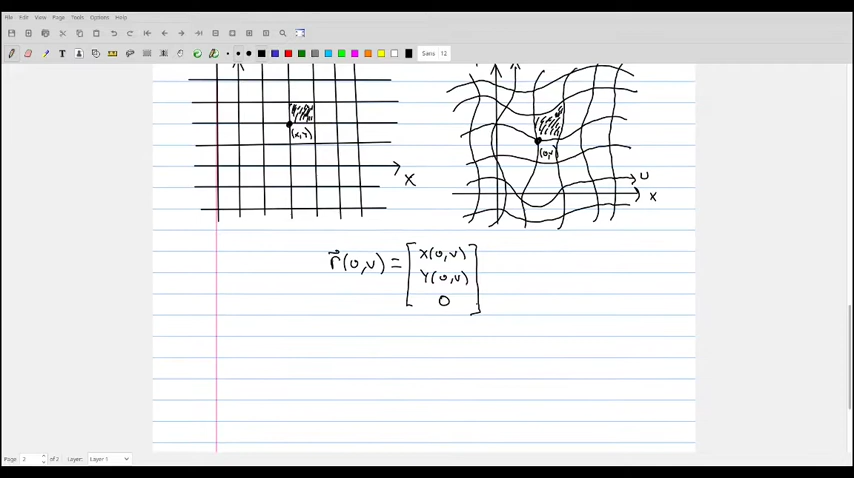 File Edit View Page Tools Options Help
T Sans 12
(x,y)
X
(u,v)
U
X
r⃗(u,v) = [ X(u,v)
Y(u,v)
0 ]
Page 2 of 2 Layer: Layer 1